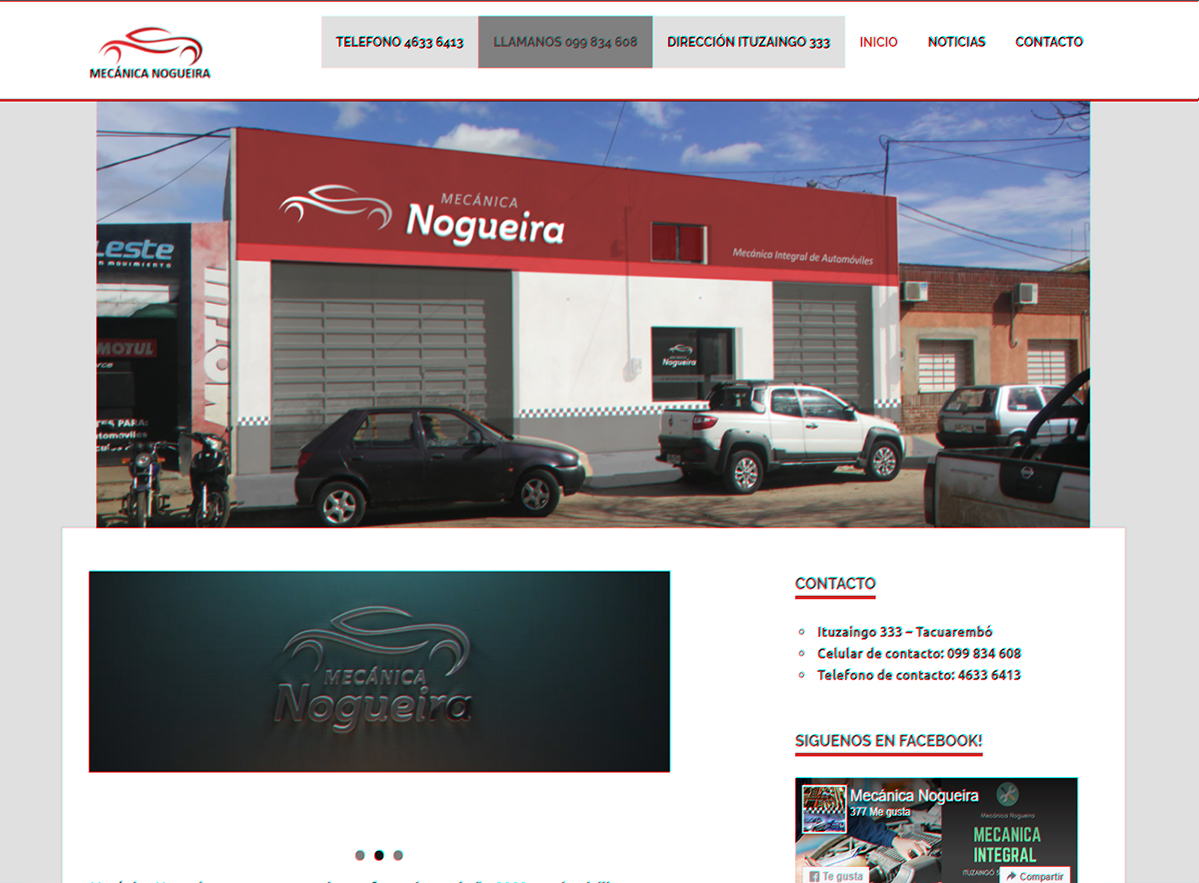 MECÁNICA NOGUEIRA
TELEFONO 4633 6413
LLAMANOS 099 834 608
DIRECCIÓN ITUZAINGO 333
INICIO
NOTICIAS
CONTACTO
MECÁNICA
Nogueira
Mecánica Integral de Automóviles
Leste
MOTUL
MOTUL
Nogueira
PARA:
MECÁNICA
Nogueira
CONTACTO
Ituzaingo 333 – Tacuarembó
Celular de contacto: 099 834 608
Telefono de contacto: 4633 6413
SIGUENOS EN FACEBOOK!
Mecánica Nogueira
377 Me gusta
Mecánica Nogueira
MECANICA
INTEGRAL
ITUZAINGÓ
Te gusta
Compartir